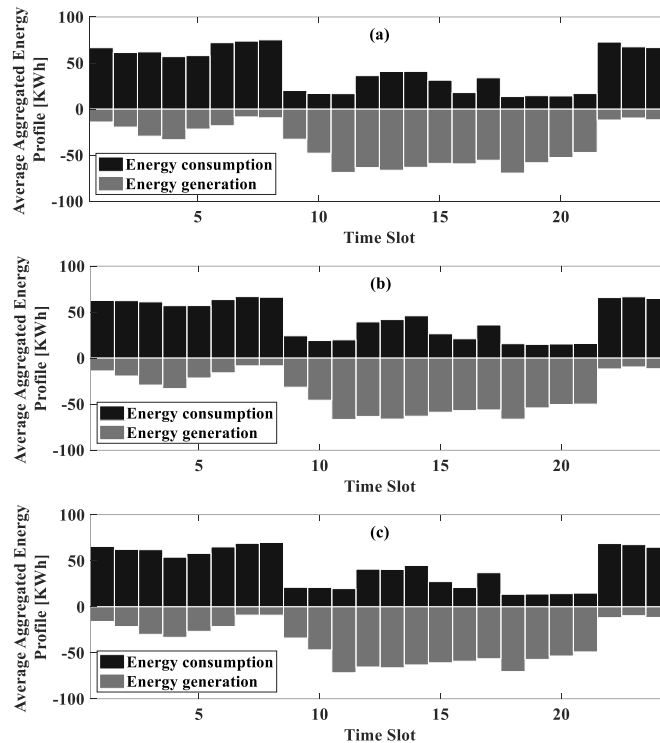 Average Aggregated Energy
Profile [KWh]
100
50
0
-50
-100
(a)
Energy consumption
Energy generation
5
10
15
20
Time Slot
Average Aggregated Energy
Profile [KWh]
100
50
0
-50
-100
(b)
Energy consumption
Energy generation
5
10
15
20
Time Slot
Average Aggregated Energy
Profile [KWh]
100
50
0
-50
-100
(c)
Energy consumption
Energy generation
5
10
15
20
Time Slot